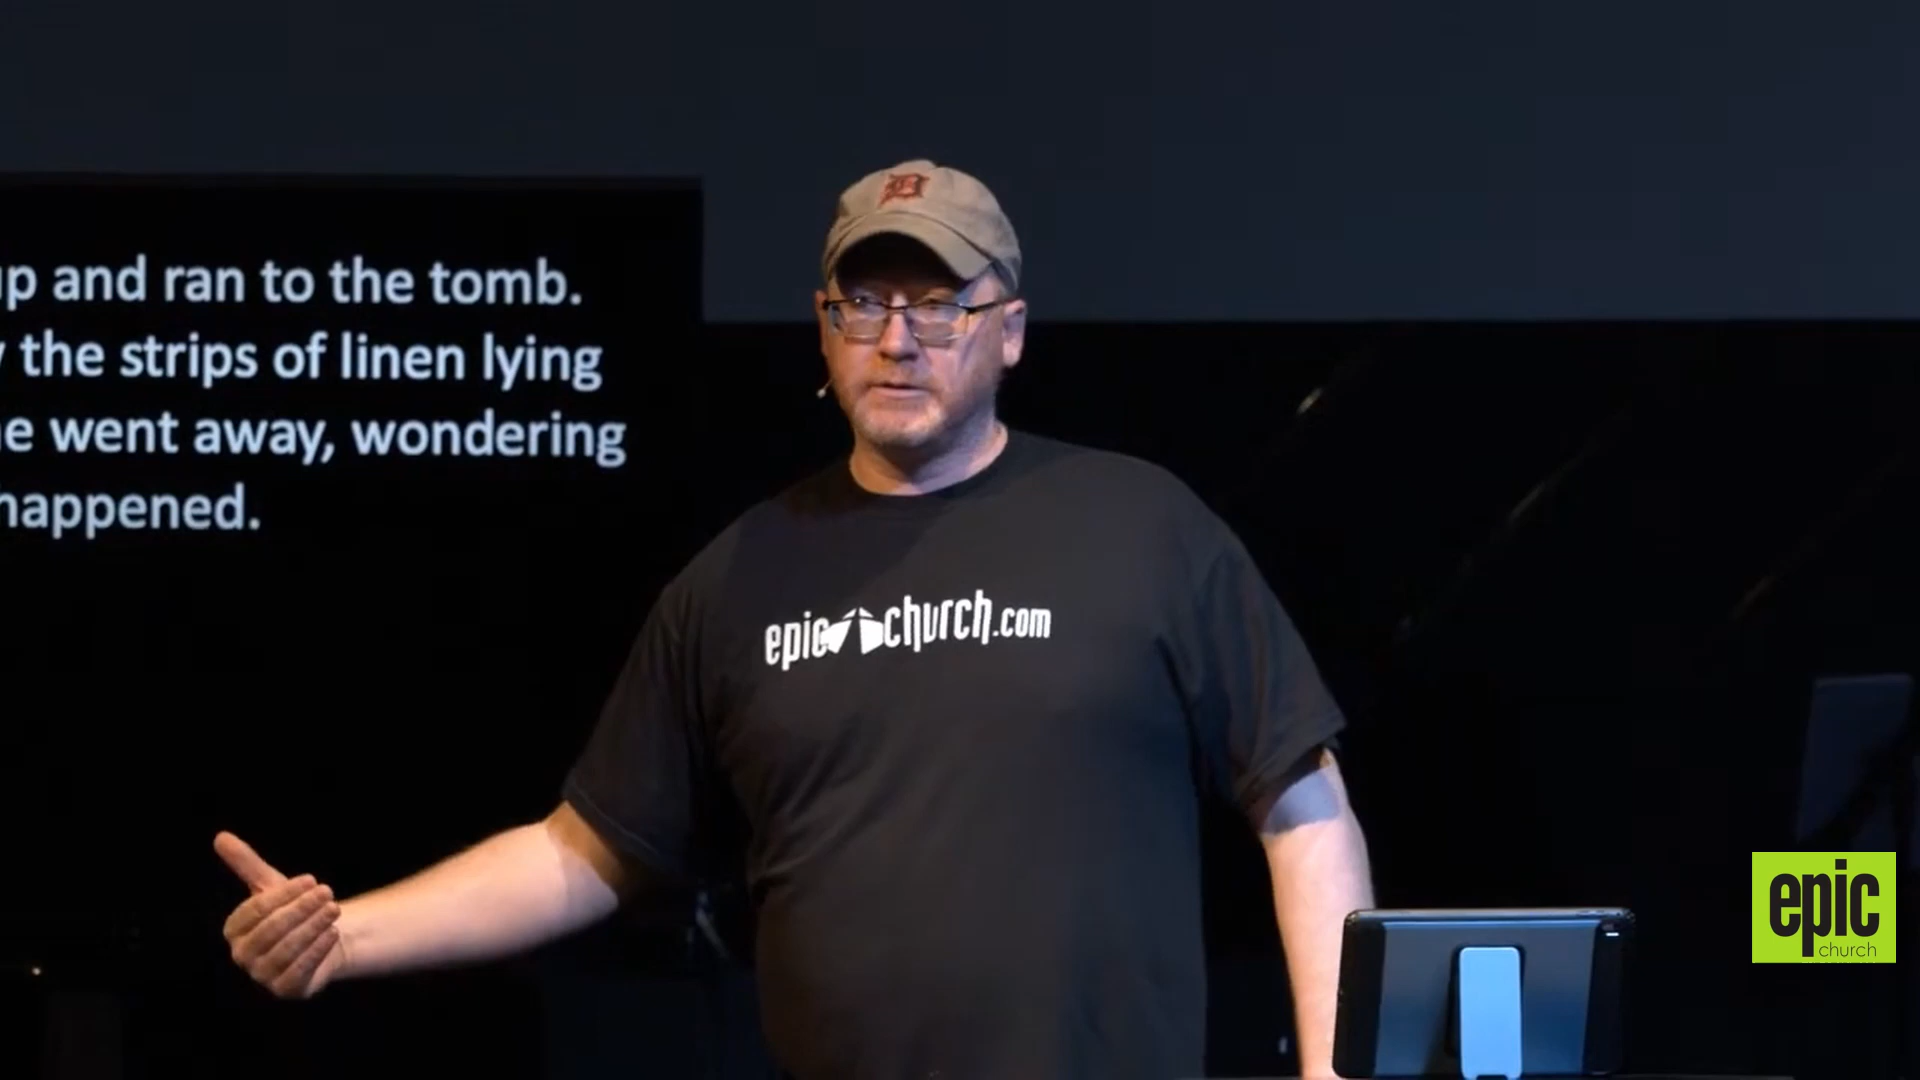 up and ran to the tomb.
the strips of linen lying
went away, wondering
happened.
D
epic church.com
epic
church